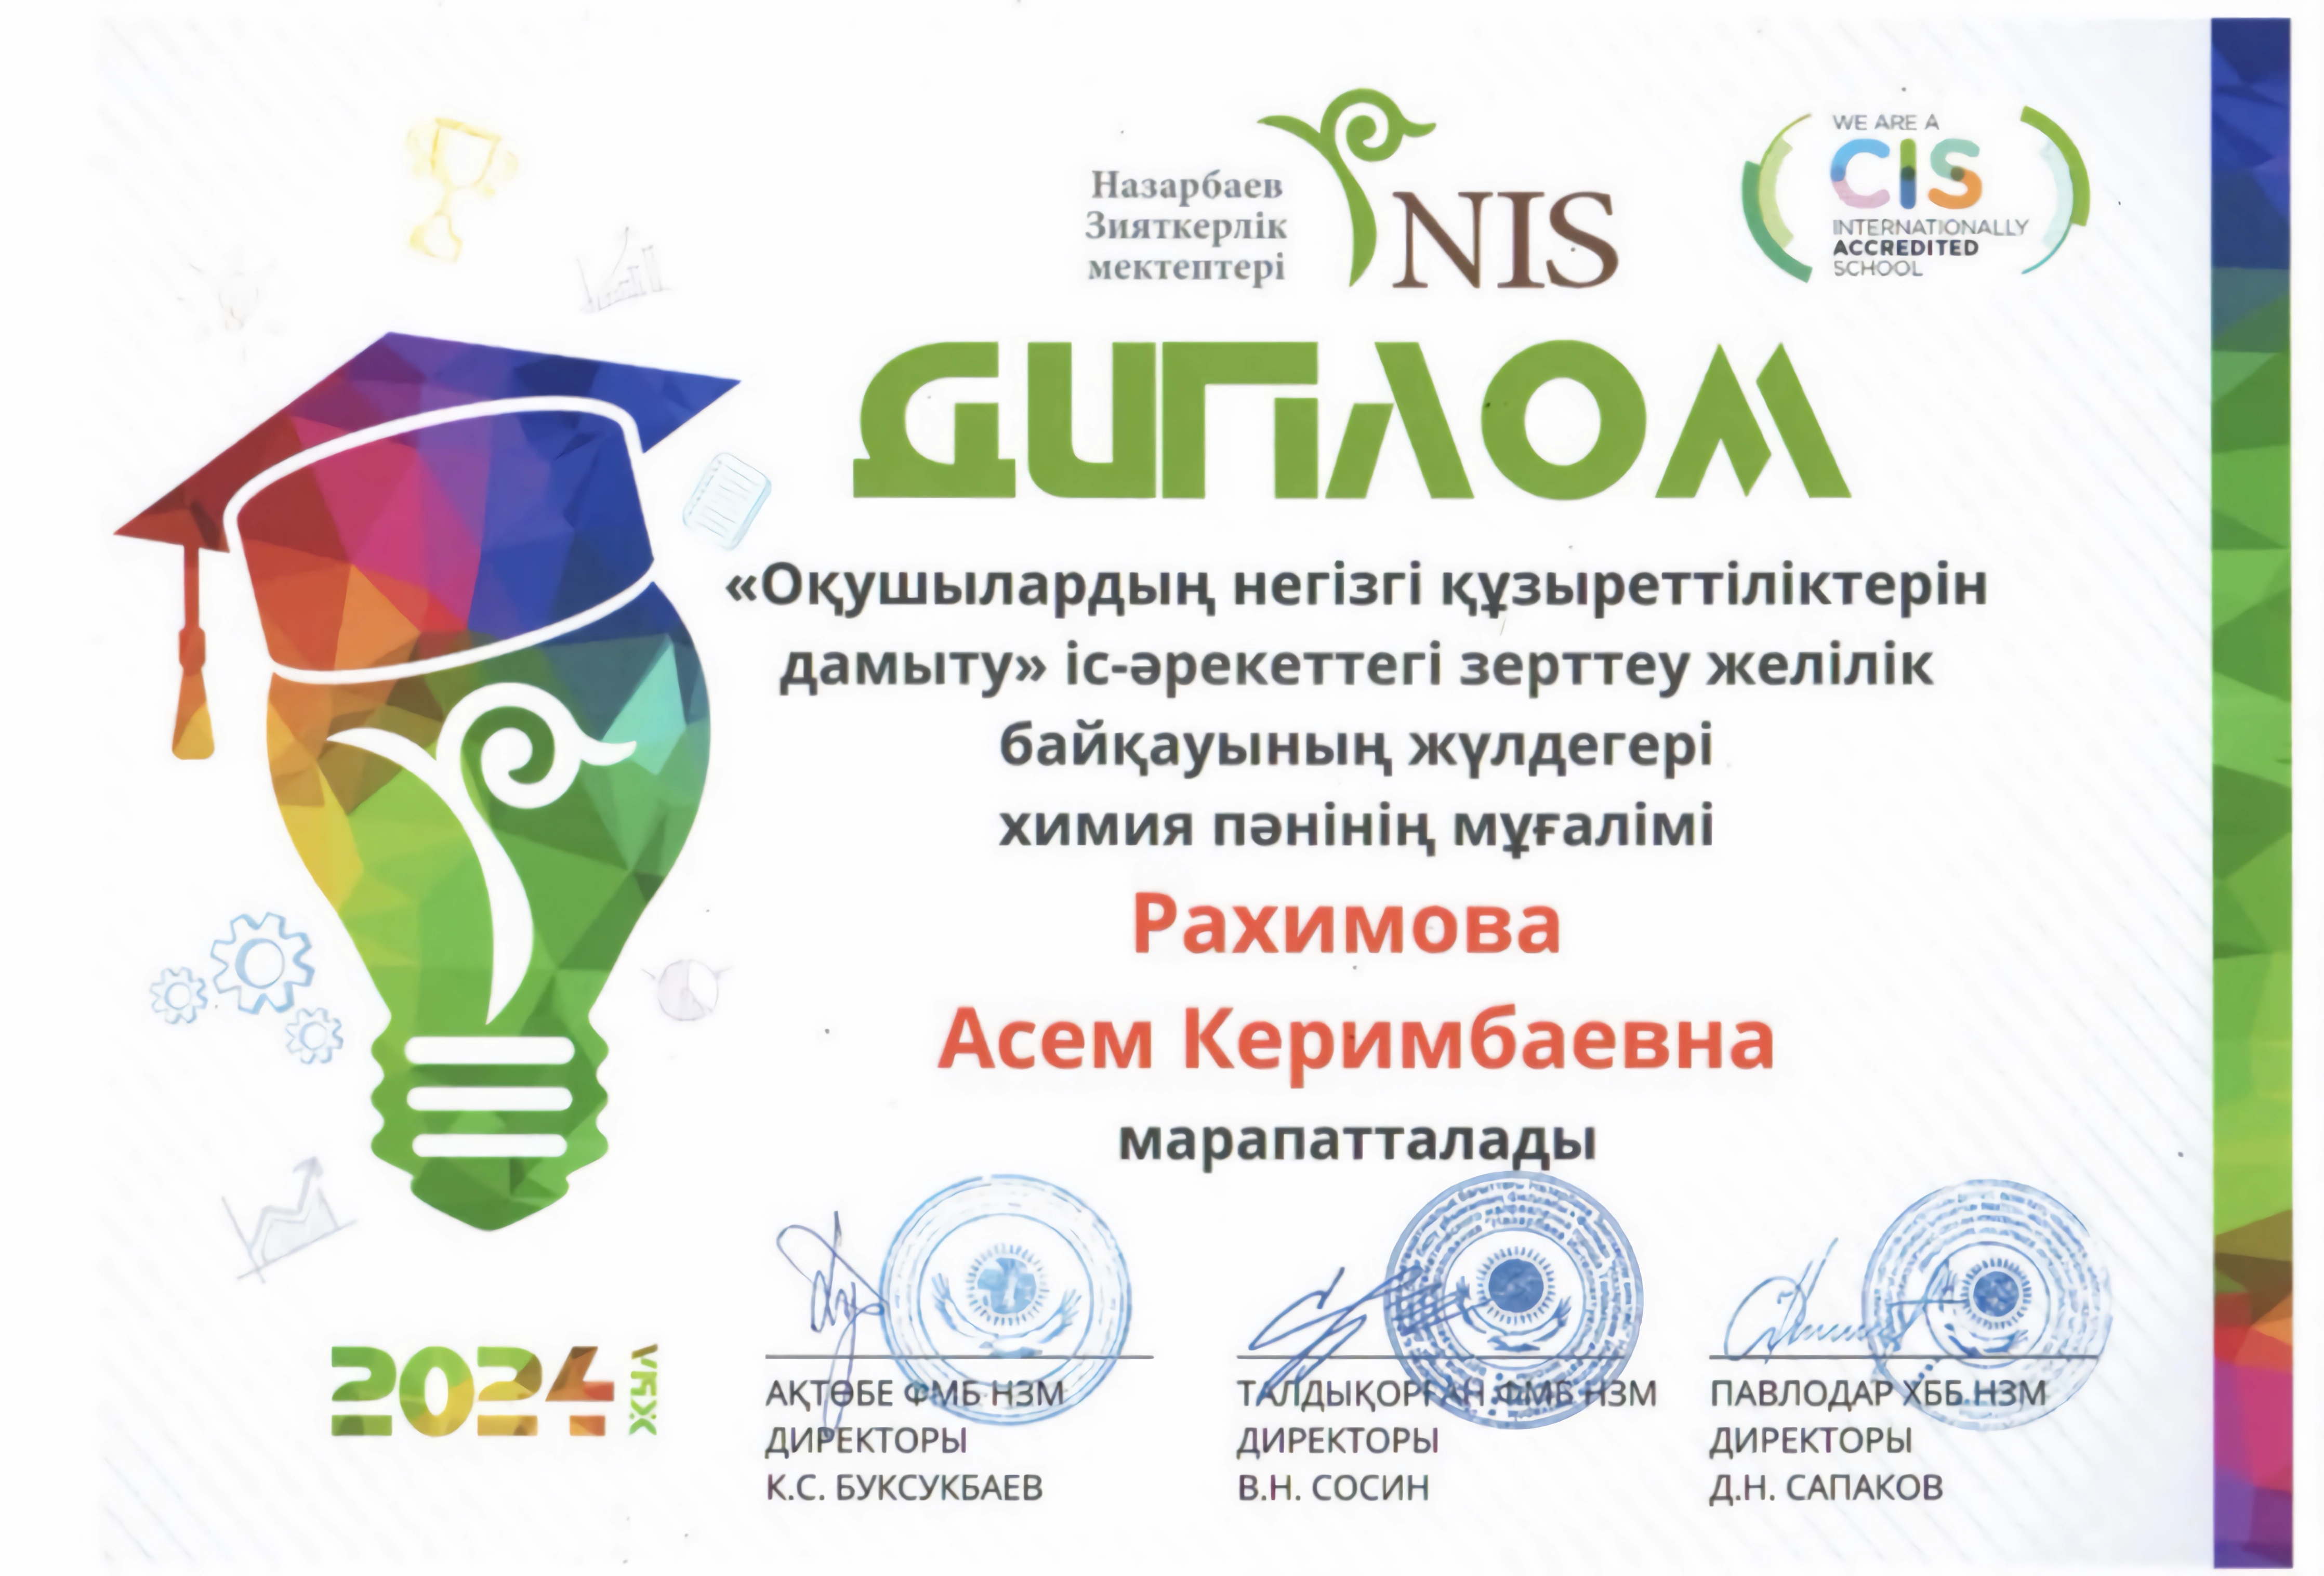 Назарбаев
Зияткерлік
мектептері
NIS
WE ARE A
CIS
INTERNATIONALLY
ACCREDITED
SCHOOL
ДИПЛОМ
«Оқушылардың негізгі құзыреттіліктерін
дамыту» іс-әрекеттегі зерттеу желілік
байқауының жүлдегері
химия пәнінің мұғалімі
Рахимова
Асем Керимбаевна
марапатталады
2024
АҚТӨБЕ ФМБ НЗМ
ДИРЕКТОРЫ
К.С. БУКСУКБАЕВ
ТАЛДЫҚОРҒАН ФМБ НЗМ
ДИРЕКТОРЫ
В.Н. СОСИН
ПАВЛОДАР ХББ НЗМ
ДИРЕКТОРЫ
Д.Н. САПАКОВ